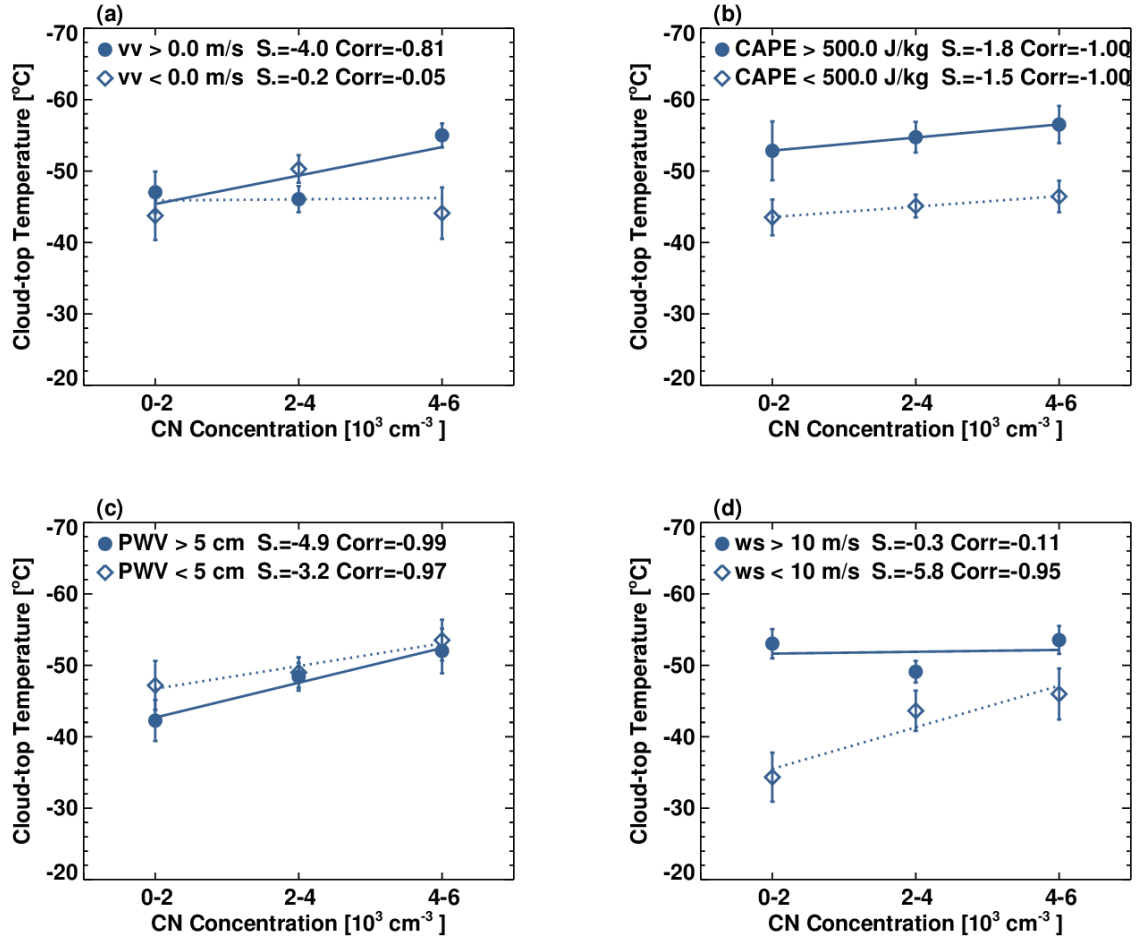 (a)
vv > 0.0 m/s S.=-4.0 Corr=-0.81
vv < 0.0 m/s S.=-0.2 Corr=-0.05
Cloud-top Temperature [°C]
-70
-60
-50
-40
-30
-20
0-2 2-4 4-6
CN Concentration [10³ cm⁻³ ]
(b)
CAPE > 500.0 J/kg S.=-1.8 Corr=-1.00
CAPE < 500.0 J/kg S.=-1.5 Corr=-1.00
Cloud-top Temperature [°C]
-70
-60
-50
-40
-30
-20
0-2 2-4 4-6
CN Concentration [10³ cm⁻³ ]
(c)
PWV > 5 cm S.=-4.9 Corr=-0.99
PWV < 5 cm S.=-3.2 Corr=-0.97
Cloud-top Temperature [°C]
-70
-60
-50
-40
-30
-20
0-2 2-4 4-6
CN Concentration [10³ cm⁻³ ]
(d)
ws > 10 m/s S.=-0.3 Corr=-0.11
ws < 10 m/s S.=-5.8 Corr=-0.95
Cloud-top Temperature [°C]
-70
-60
-50
-40
-30
-20
0-2 2-4 4-6
CN Concentration [10³ cm⁻³ ]